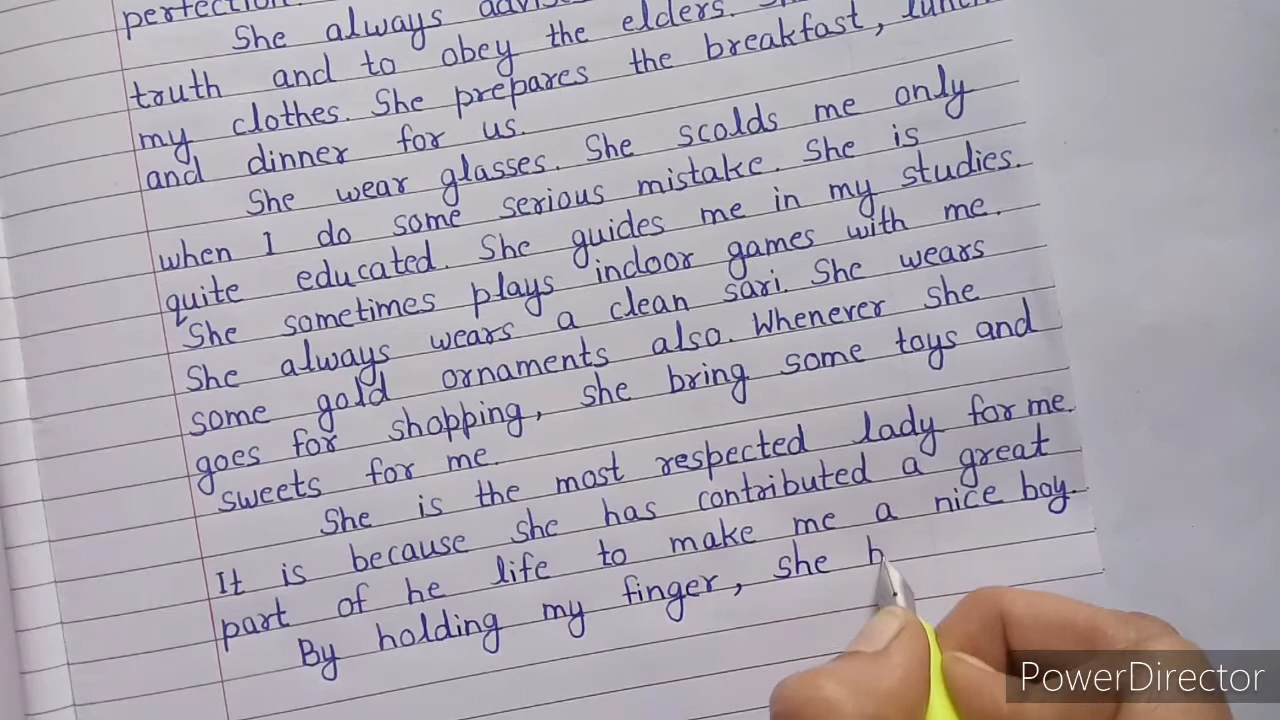 perfection.
She always advis
truth and to obey the elders.
my clothes. She prepares the breakfast, lunch
and dinner for us.
She wear glasses. She scolds me only
when I do some serious mistake. She is
quite educated. She guides me in my studies.
She sometimes plays indoor games with me.
She always wears a clean sari. She wears
some gold ornaments also. Whenever she
goes for shopping, she bring some toys and
sweets for me.
She is the most respected lady for me.
It is because she has contributed a great
part of he life to make me a nice boy.
By holding my finger, she h
PowerDirector